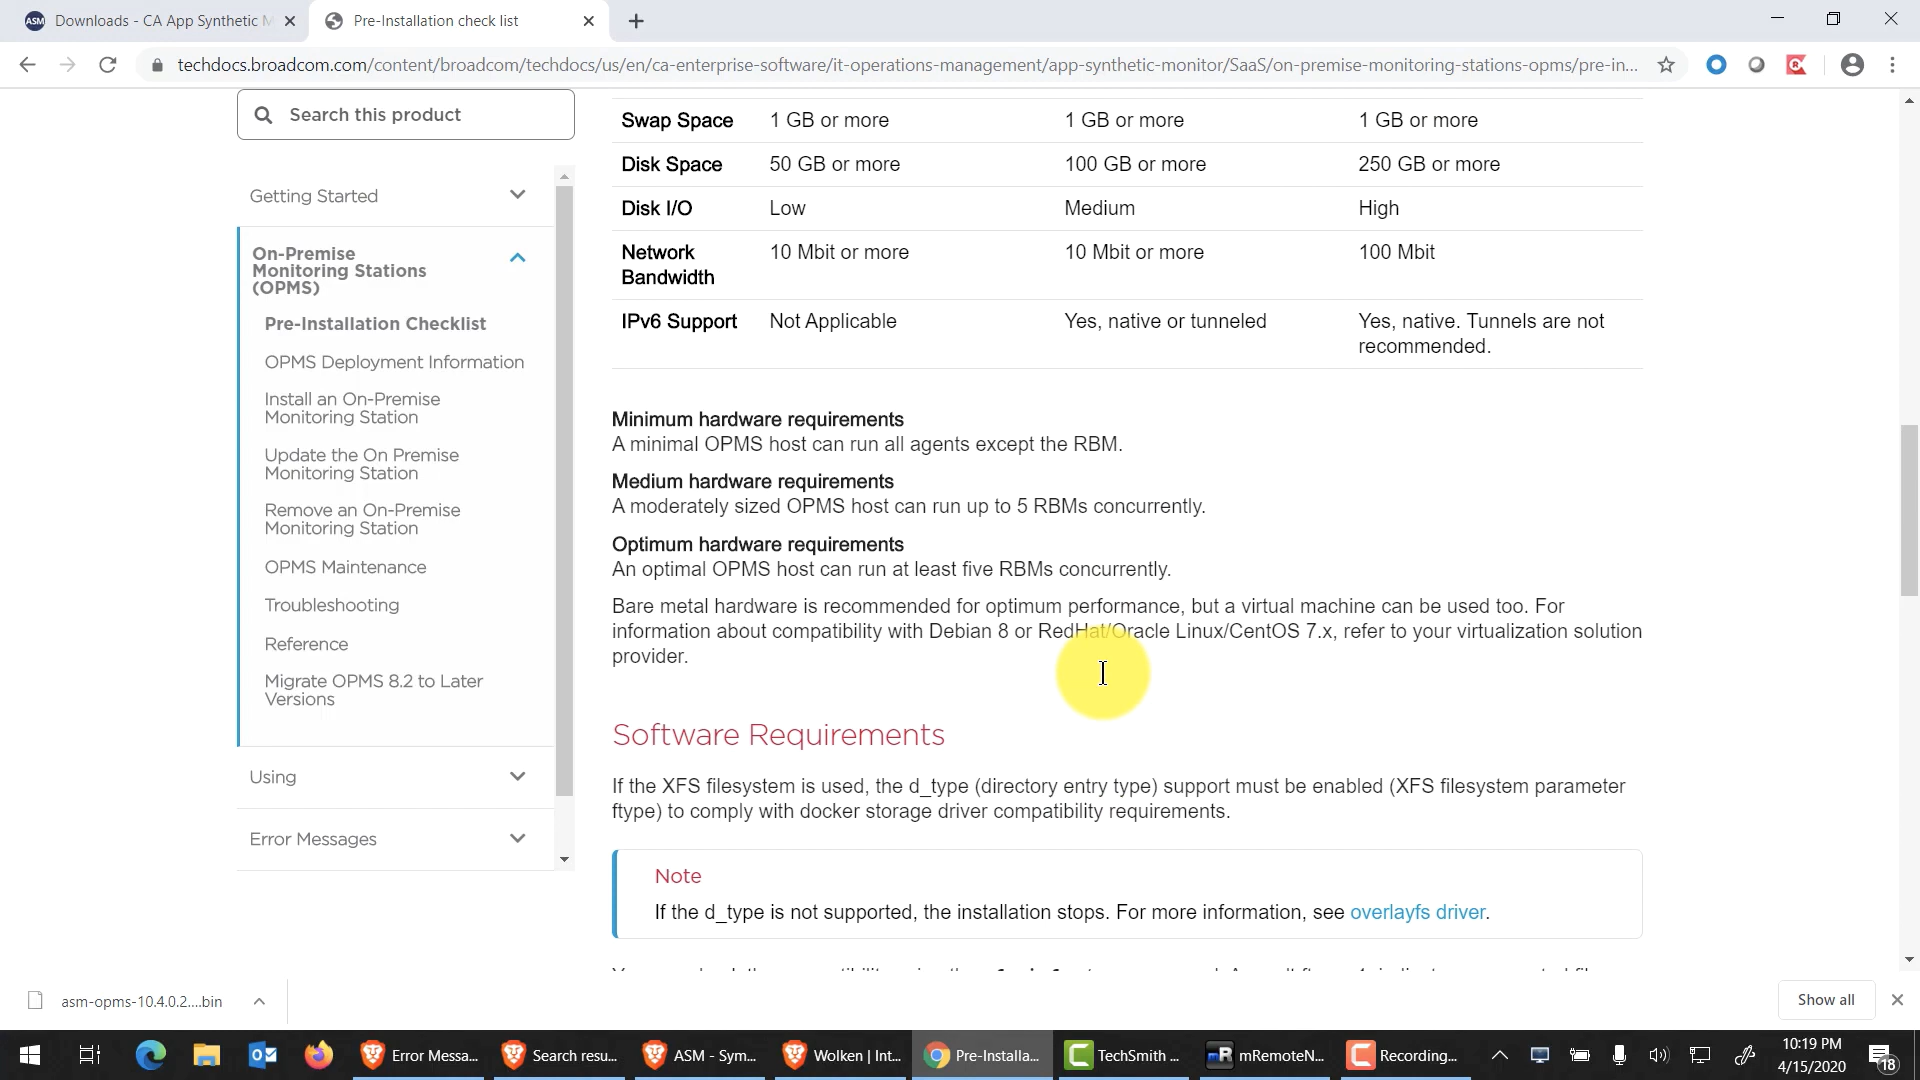 ASM Downloads - CA App Synthetic M
Pre-Installation check list
techdocs.broadcom.com/content/broadcom/techdocs/us/en/ca-enterprise-software/it-operations-management/app-synthetic-monitor/SaaS/on-premise-monitoring-stations-opms/pre-in...
Search this product
Getting Started
On-Premise
Monitoring Stations
(OPMS)
Pre-Installation Checklist
OPMS Deployment Information
Install an On-Premise
Monitoring Station
Update the On Premise
Monitoring Station
Remove an On-Premise
Monitoring Station
OPMS Maintenance
Troubleshooting
Reference
Migrate OPMS 8.2 to Later
Versions
Using
Error Messages
Swap Space 1 GB or more 1 GB or more 1 GB or more
Disk Space 50 GB or more 100 GB or more 250 GB or more
Disk I/O Low Medium High
Network 10 Mbit or more 10 Mbit or more 100 Mbit
Bandwidth
IPv6 Support Not Applicable Yes, native or tunneled Yes, native. Tunnels are not
recommended.
Minimum hardware requirements
A minimal OPMS host can run all agents except the RBM.
Medium hardware requirements
A moderately sized OPMS host can run up to 5 RBMs concurrently.
Optimum hardware requirements
An optimal OPMS host can run at least five RBMs concurrently.
Bare metal hardware is recommended for optimum performance, but a virtual machine can be used too. For
information about compatibility with Debian 8 or RedHat/Oracle Linux/CentOS 7.x, refer to your virtualization solution
provider.
Software Requirements
If the XFS filesystem is used, the d_type (directory entry type) support must be enabled (XFS filesystem parameter
ftype) to comply with docker storage driver compatibility requirements.
Note
If the d_type is not supported, the installation stops. For more information, see overlayfs driver.
asm-opms-10.4.0.2....bin
Show all
Error Messa...
Search resu...
ASM - Sym...
Wolken | Int...
Pre-Installa...
TechSmith ...
mRemoteN...
Recording...
10:19 PM
4/15/2020
18